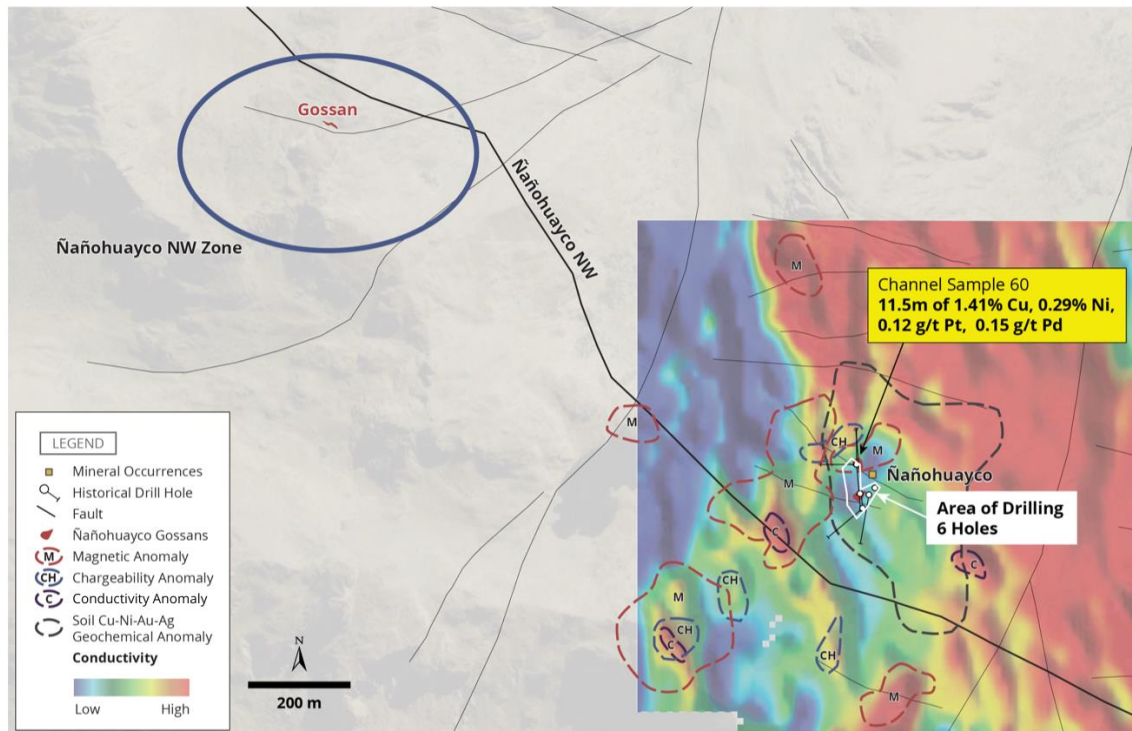 Gossan
Ñañohuayco NW
Ñañohuayco NW Zone
M
Channel Sample 60
11.5m of 1.41% Cu, 0.29% Ni,
0.12 g/t Pt, 0.15 g/t Pd
M
CH
M
Ñañohuayco
M
Area of Drilling
6 Holes
C
C
CH
M
CH
C
CH
M
LEGEND
Mineral Occurrences
Historical Drill Hole
Fault
Ñañohuayco Gossans
M Magnetic Anomaly
CH Chargeability Anomaly
C Conductivity Anomaly
Soil Cu-Ni-Au-Ag
Geochemical Anomaly
Conductivity
Low High
N
200 m